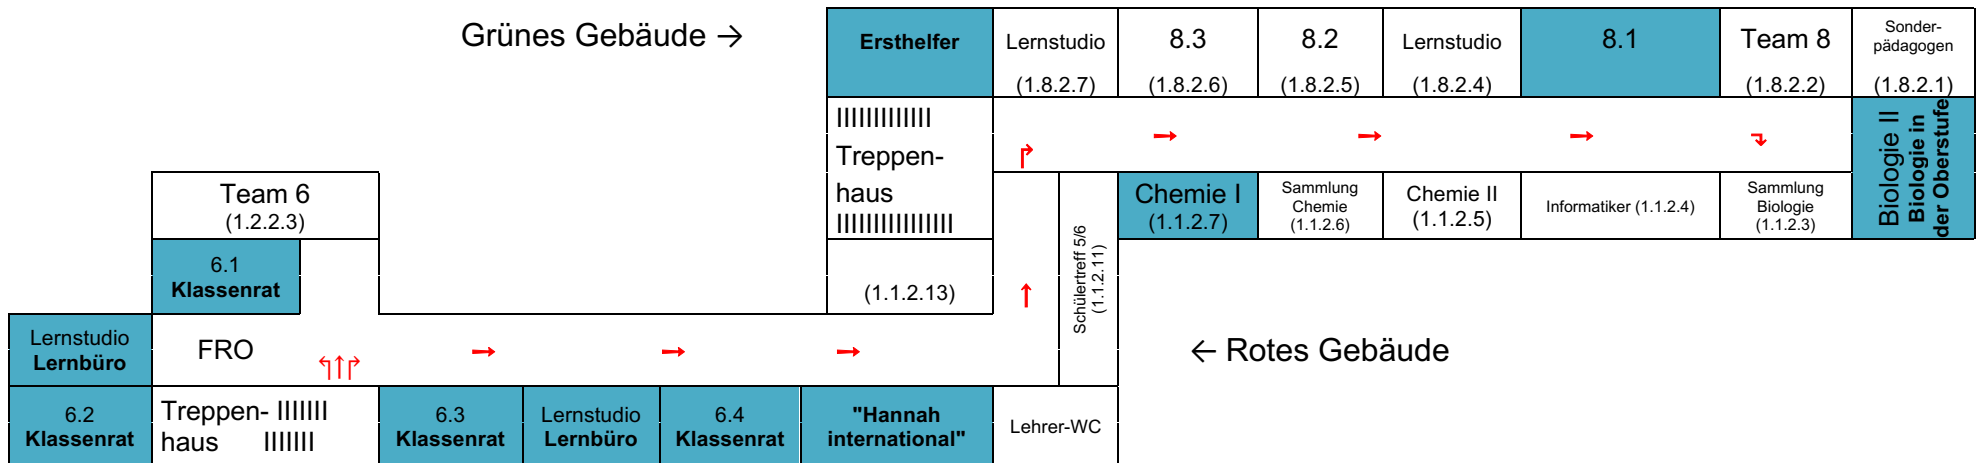 Grünes Gebäude →
Ersthelfer
Lernstudio
(1.8.2.7)
8.3
(1.8.2.6)
8.2
(1.8.2.5)
Lernstudio
(1.8.2.4)
8.1
Team 8
(1.8.2.2)
Sonder-
pädagogen
(1.8.2.1)
Treppen-
haus
Biologie II
Biologie in
der Oberstufe
Team 6
(1.2.2.3)
Schülertreff 5/6
(1.1.2.11)
Chemie I
(1.1.2.7)
Sammlung
Chemie
(1.1.2.6)
Chemie II
(1.1.2.5)
Informatiker (1.1.2.4)
Sammlung
Biologie
(1.1.2.3)
6.1
Klassenrat
(1.1.2.13)
Lernstudio
Lernbüro
FRO
← Rotes Gebäude
6.2
Klassenrat
Treppen-
haus
6.3
Klassenrat
Lernstudio
Lernbüro
6.4
Klassenrat
"Hannah
international"
Lehrer-WC